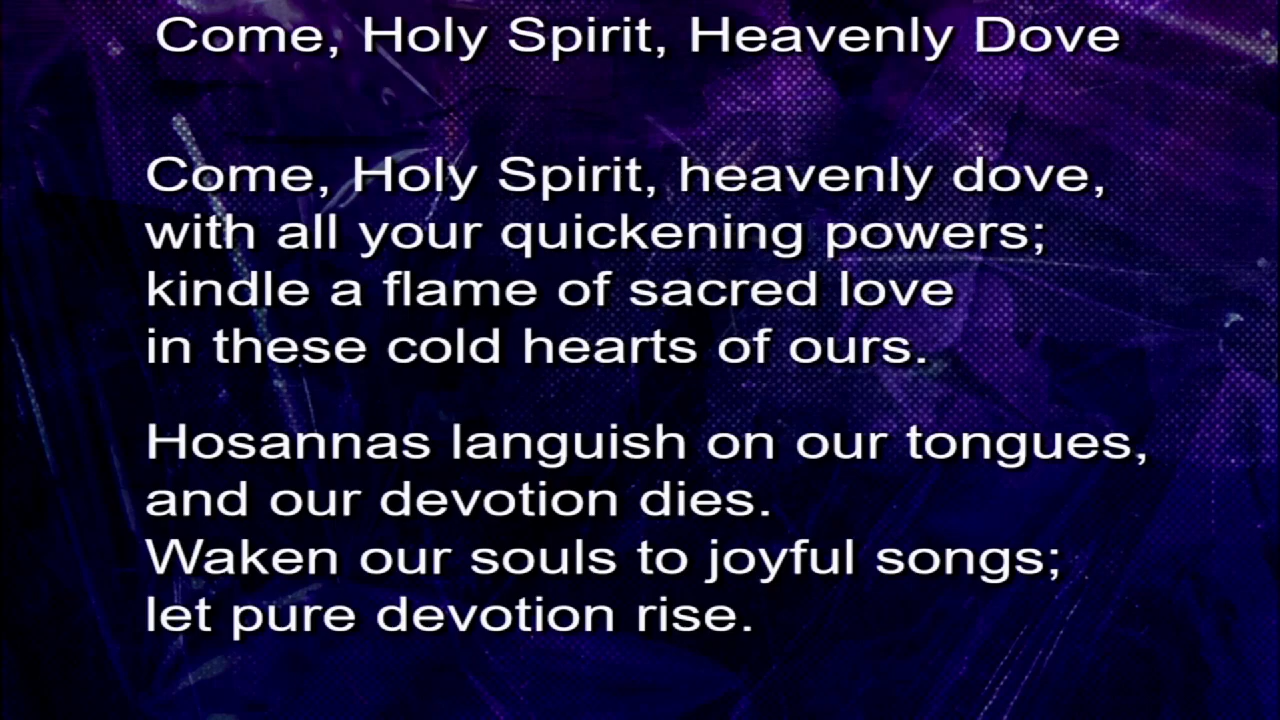 Come, Holy Spirit, Heavenly Dove
Come, Holy Spirit, heavenly dove,
with all your quickening powers;
kindle a flame of sacred love
in these cold hearts of ours.
Hosannas languish on our tongues,
and our devotion dies.
Waken our souls to joyful songs;
let pure devotion rise.